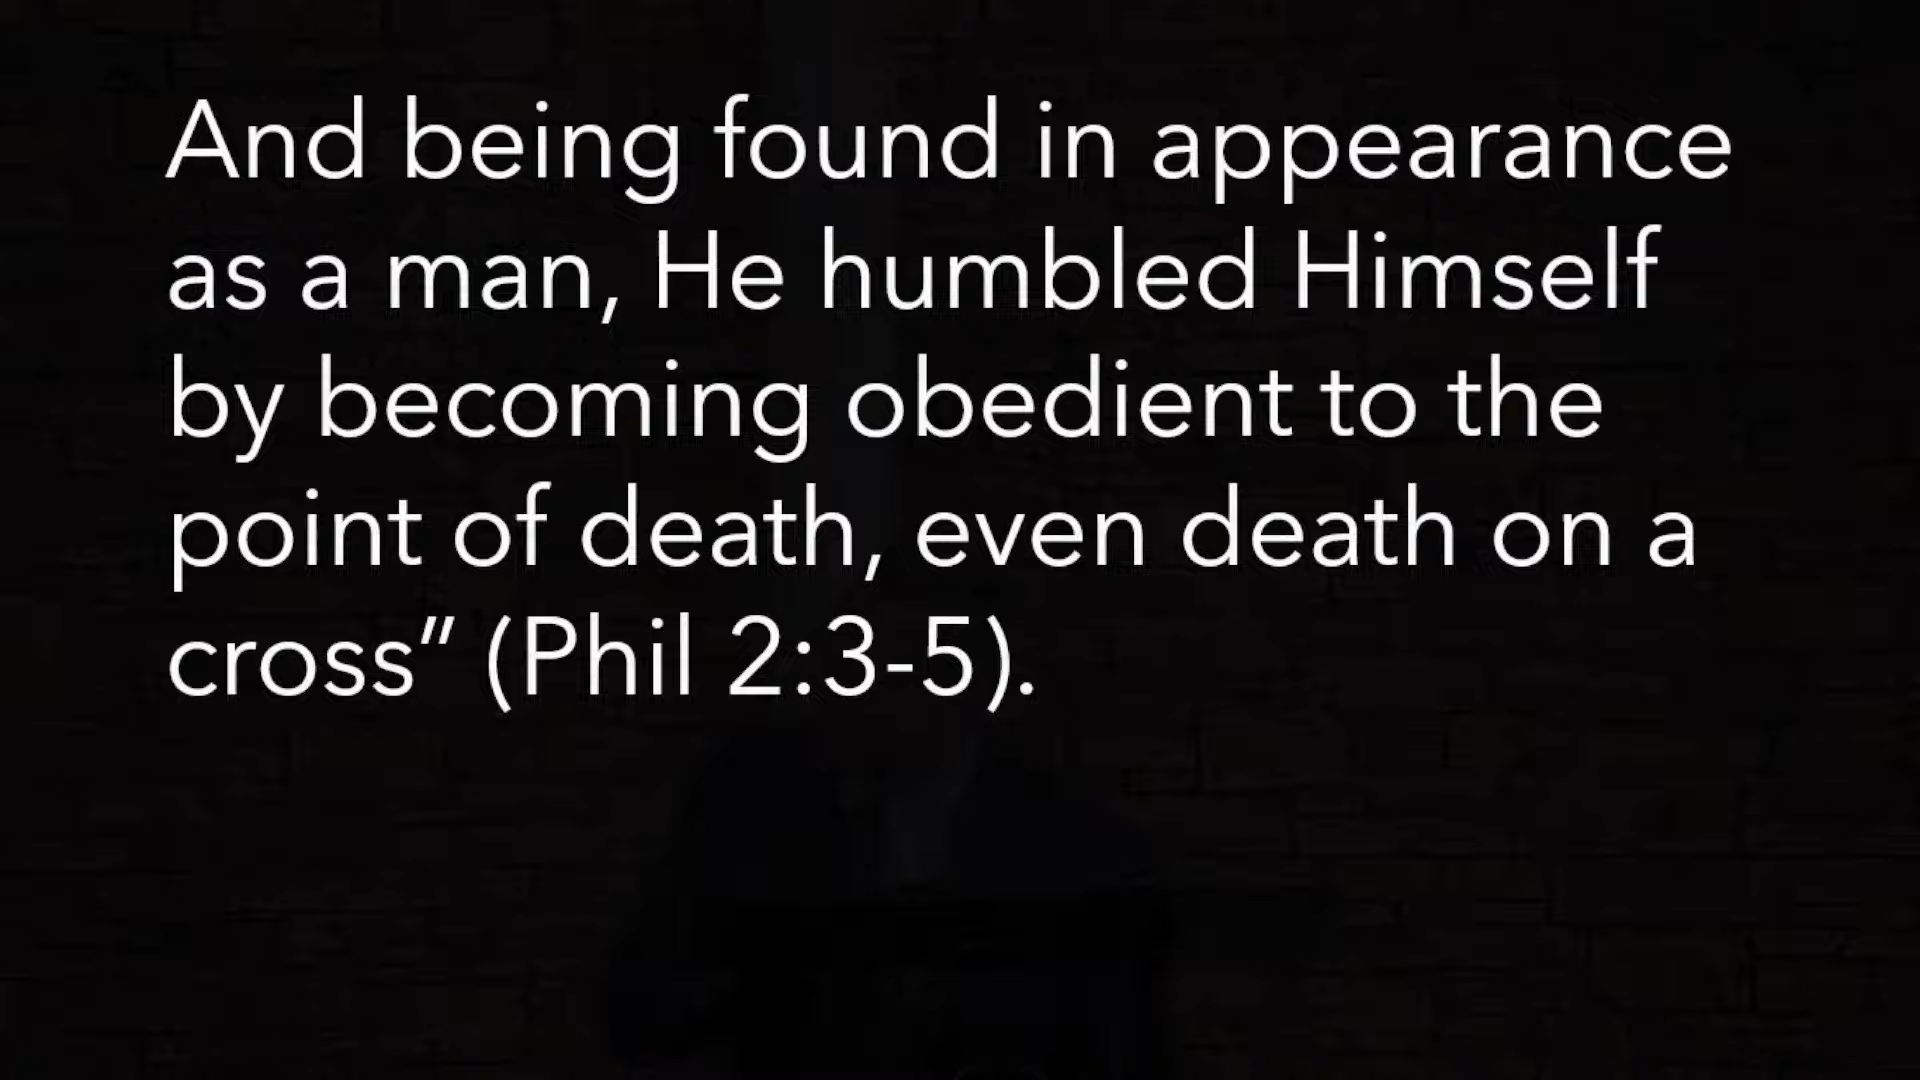 And being found in appearance
as a man, He humbled Himself
by becoming obedient to the
point of death, even death on a
cross” (Phil 2:3-5).